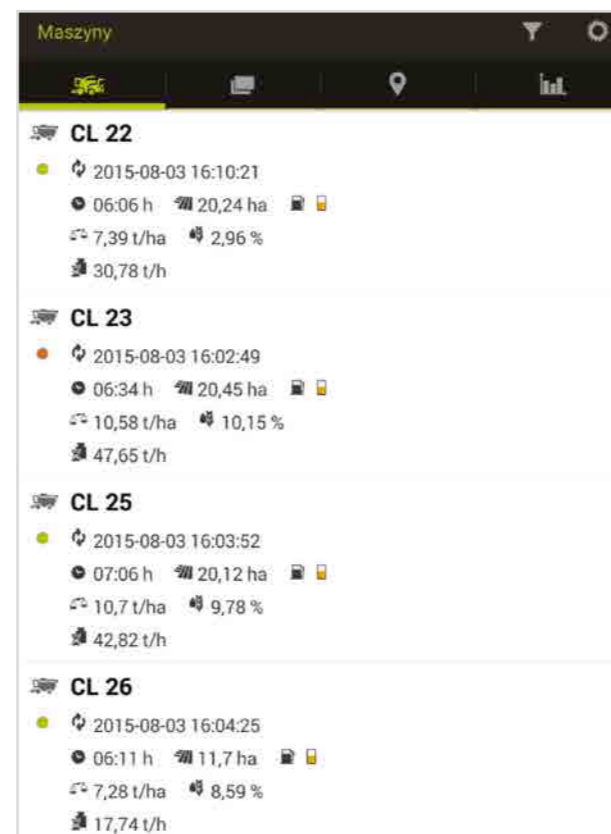 Maszyny
CL 22
2015-08-03 16:10:21
06:06 h 20,24 ha
7,39 t/ha 2,96 %
30,78 t/h
CL 23
2015-08-03 16:02:49
06:34 h 20,45 ha
10,58 t/ha 10,15 %
47,65 t/h
CL 25
2015-08-03 16:03:52
07:06 h 20,12 ha
10,7 t/ha 9,78 %
42,82 t/h
CL 26
2015-08-03 16:04:25
06:11 h 11,7 ha
7,28 t/ha 8,59 %
17,74 t/h